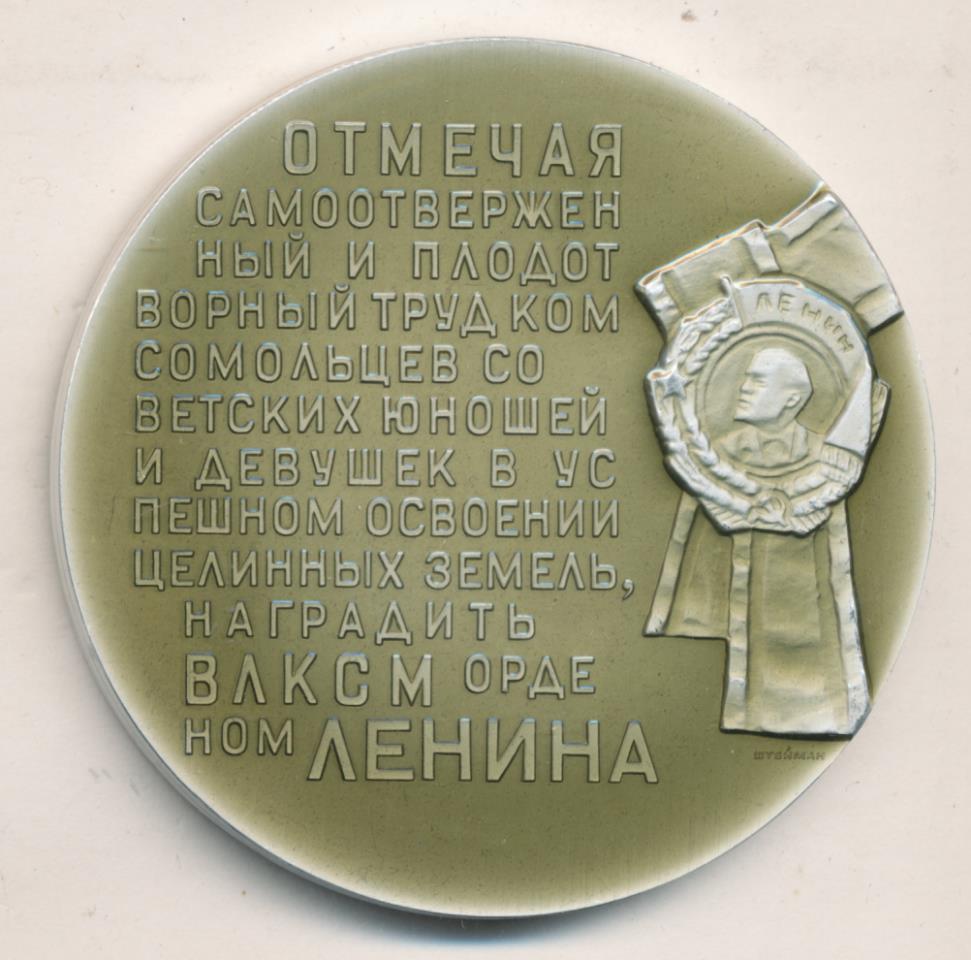 ОТМЕЧАЯ
САМООТВЕРЖЕН
НЫЙ И ПЛОДОТ
ВОРНЫЙ ТРУД КОМ
СОМОЛЬЦЕВ СО
ВЕТСКИХ ЮНОШЕЙ
И ДЕВУШЕК В УС
ПЕШНОМ ОСВОЕНИИ
ЦЕЛИННЫХ ЗЕМЕЛЬ,
НАГРАДИТЬ
ВЛКСМ ОРДЕ
НОМ ЛЕНИНА
ЛЕНИН
ШТЕЙМАН